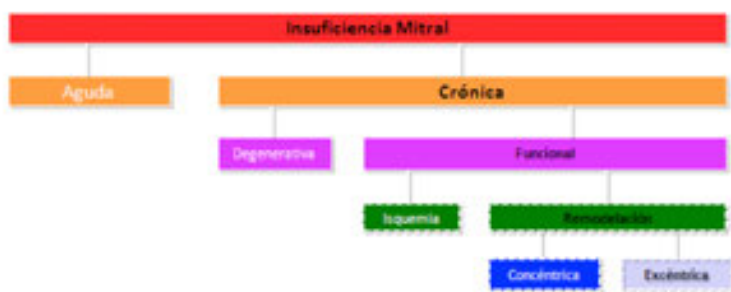 Insuficiencia Mitral
Aguda
Crónica
Degenerativa
Funcional
Isquemia
Remodelación
Concéntrica
Excéntrica